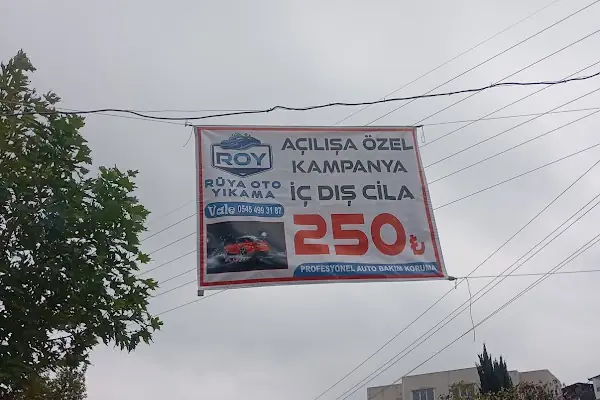 ROY
RÜYA OTO
YIKAMA
Vale 0545 499 31 87
AÇILIŞA ÖZEL
KAMPANYA
İÇ DIŞ CİLA
250₺
PROFESYONEL AUTO BAKIM KORUMA